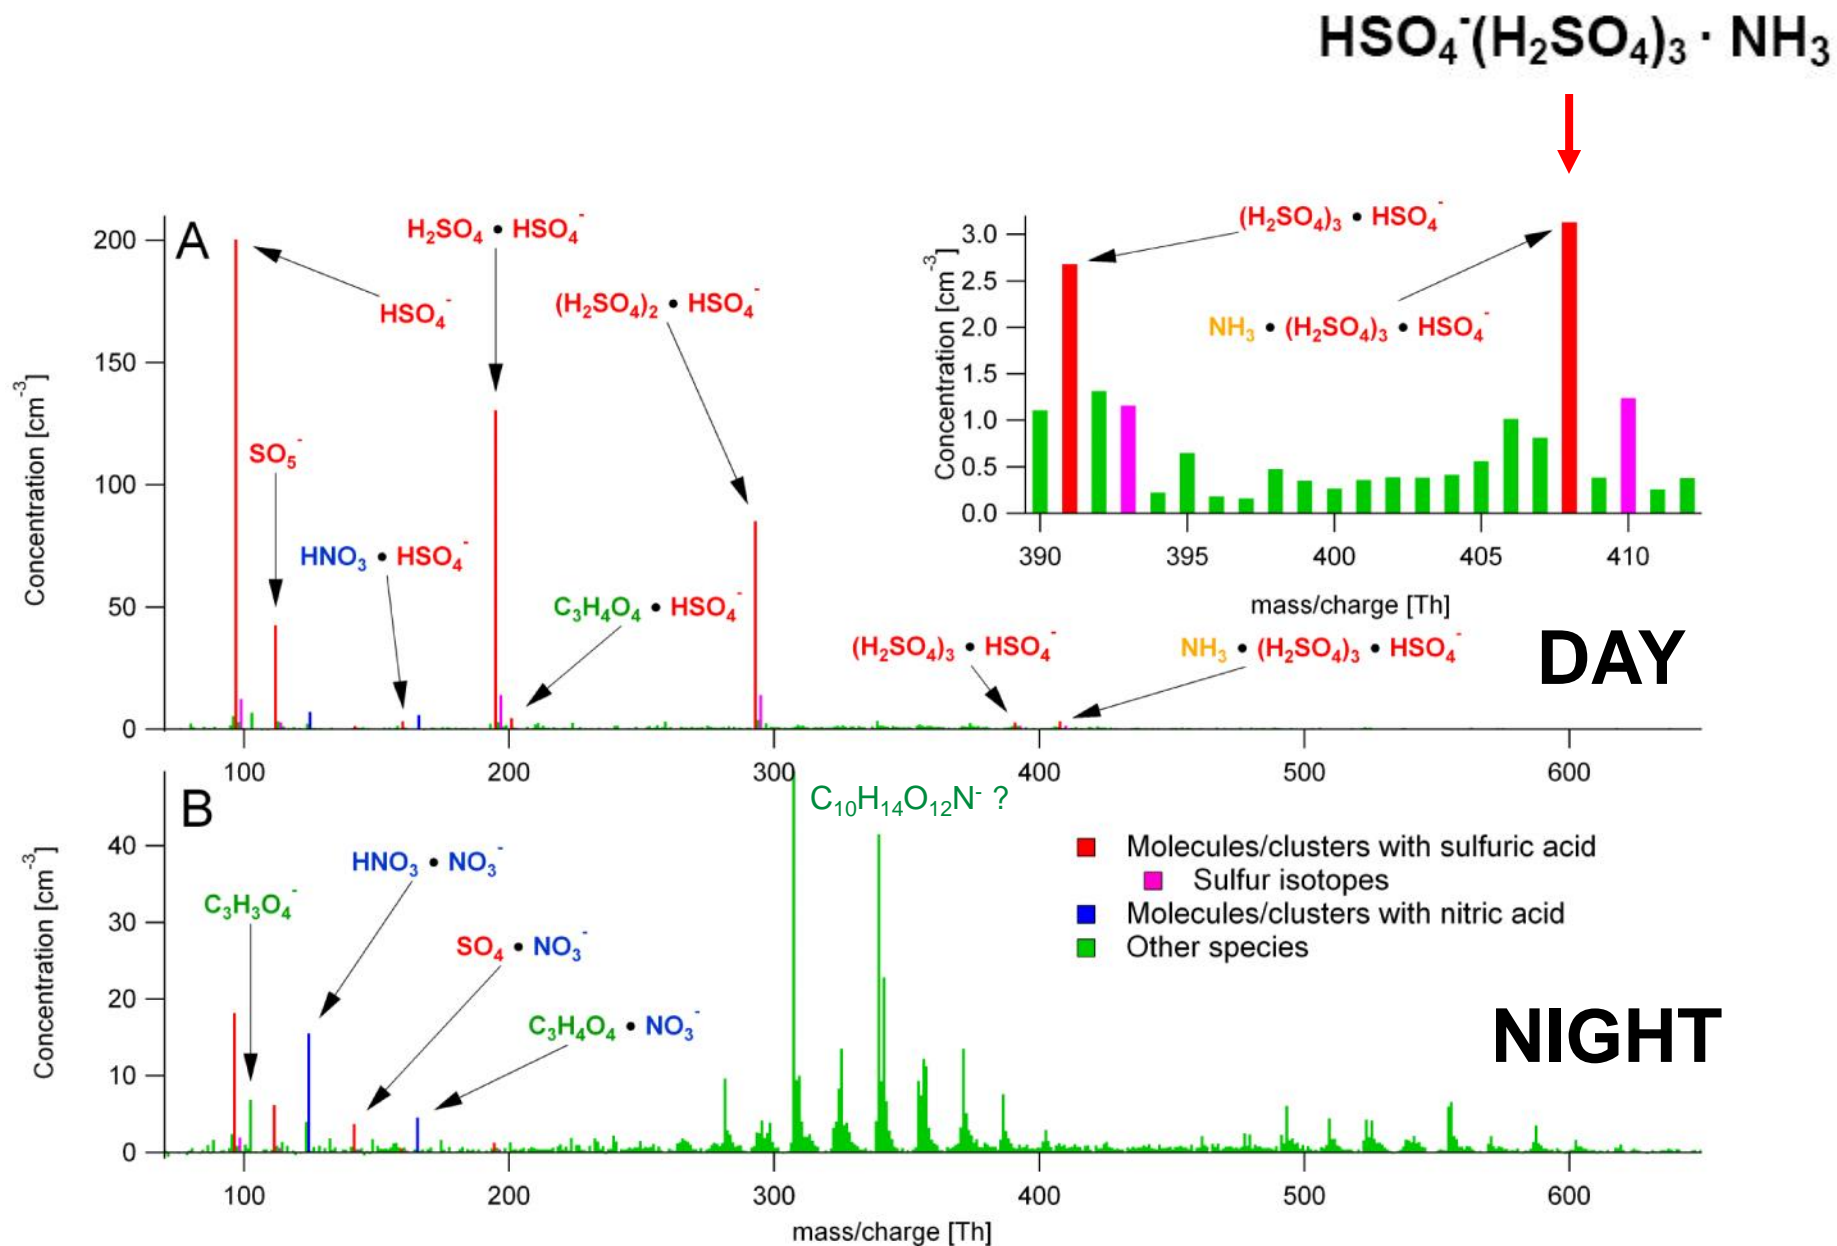 HSO₄⁻(H₂SO₄)₃ · NH₃
A
Concentration [cm⁻³]
200
150
100
50
0
H₂SO₄ • HSO₄⁻
HSO₄⁻
(H₂SO₄)₂ • HSO₄⁻
SO₅⁻
HNO₃ • HSO₄⁻
C₃H₄O₄ • HSO₄⁻
(H₂SO₄)₃ • HSO₄⁻
NH₃ • (H₂SO₄)₃ • HSO₄⁻
100 200 300 400 500 600
Concentration [cm⁻³]
3.0
2.5
2.0
1.5
1.0
0.5
0.0
(H₂SO₄)₃ • HSO₄⁻
NH₃ • (H₂SO₄)₃ • HSO₄⁻
390 395 400 405 410
mass/charge [Th]
DAY
B
Concentration [cm⁻³]
40
30
20
10
0
C₁₀H₁₄O₁₂N⁻ ?
HNO₃ • NO₃⁻
C₃H₃O₄⁻
SO₄ • NO₃⁻
C₃H₄O₄ • NO₃⁻
Molecules/clusters with sulfuric acid
Sulfur isotopes
Molecules/clusters with nitric acid
Other species
NIGHT
100 200 300 400 500 600
mass/charge [Th]